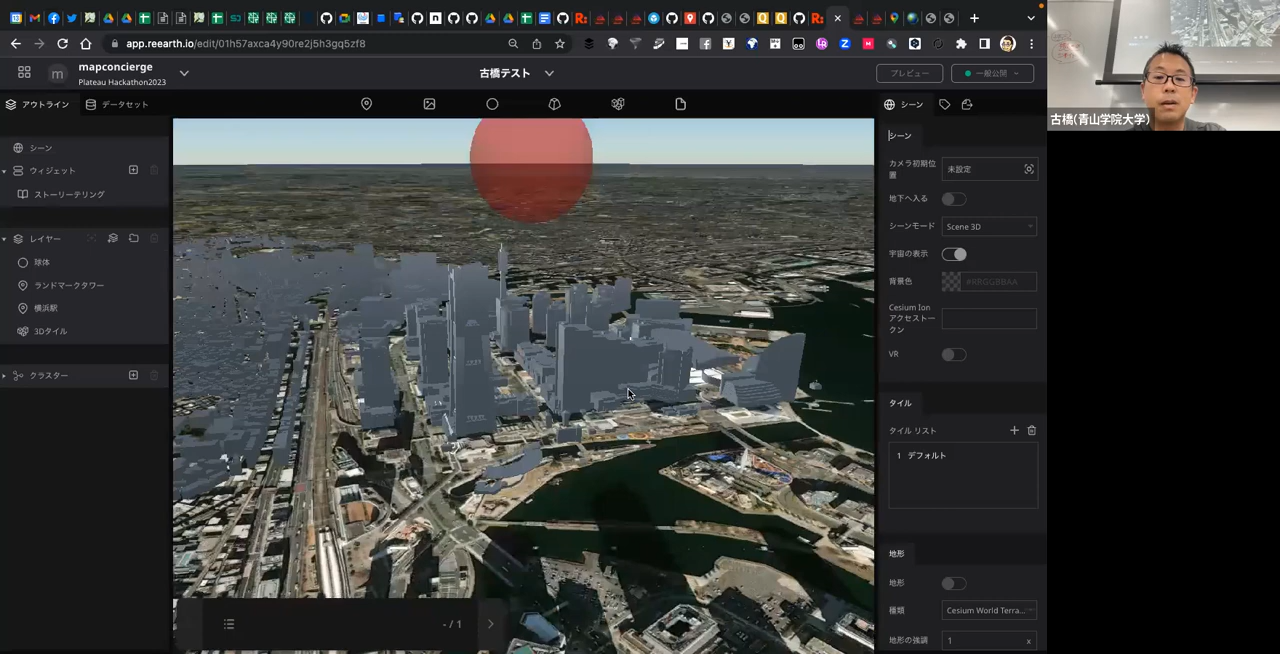 app.reearth.io/edit/01h57axca4y90re2j5h3gq5zf8
m
mapconcierge
Plateau Hackathon2023
古橋テスト
プレビュー
一般公開
アウトライン
データセット
シーン
ウィジェット
ストーリーテリング
レイヤー
球体
ランドマークタワー
横浜駅
3Dタイル
クラスター
- / 1
シーン
シーン
カメラ初期位置
未設定
地下へ入る
シーンモード
Scene 3D
宇宙の表示
背景色
#RRGGBBAA
Cesium Ion
アクセストークン
VR
タイル
タイル リスト
1 デフォルト
地形
地形
種類
Cesium World Terra...
地形の強調
1
x
古橋(青山学院大学)